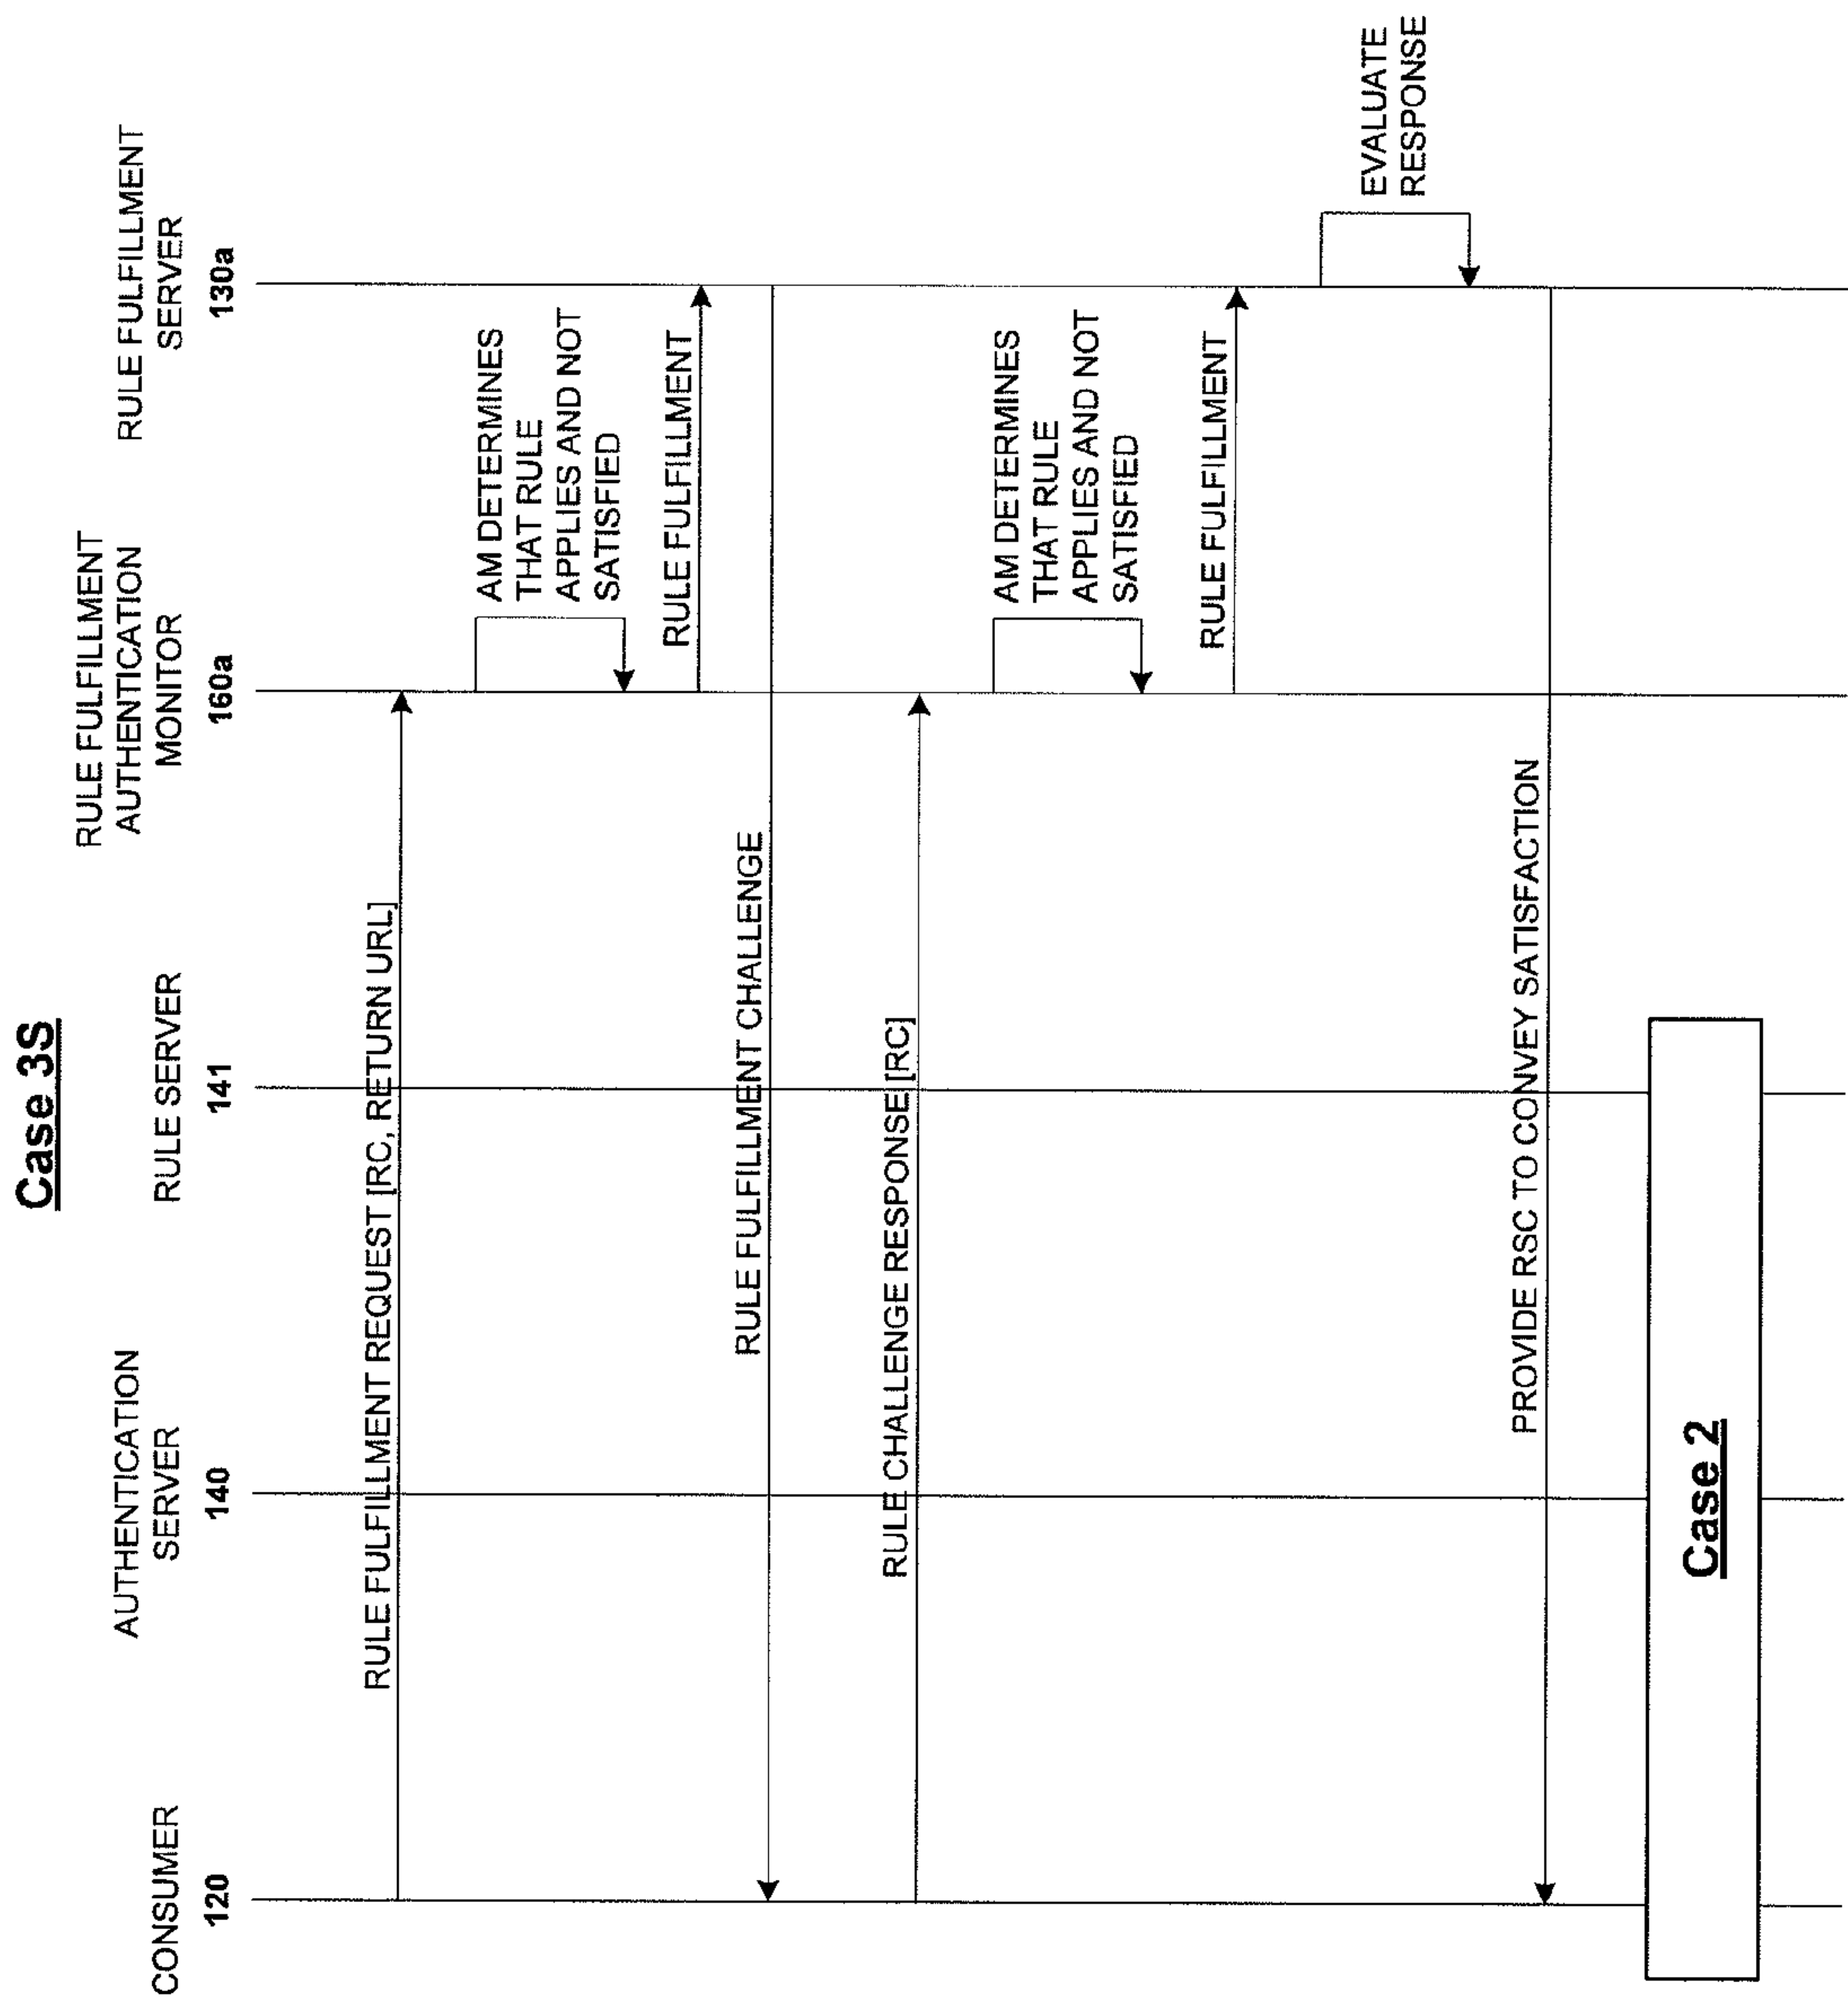 Case 3S
CONSUMER
120
AUTHENTICATION
SERVER
140
RULE SERVER
141
RULE FULFILLMENT
AUTHENTICATION
MONITOR
160a
RULE FULFILLMENT
SERVER
130a
RULE FULFILLMENT REQUEST [RC, RETURN URL]
AM DETERMINES
THAT RULE
APPLIES AND NOT
SATISFIED
RULE FULFILLMENT
RULE FULFILLMENT CHALLENGE
RULE CHALLENGE RESPONSE [RC]
AM DETERMINES
THAT RULE
APPLIES AND NOT
SATISFIED
RULE FULFILLMENT
EVALUATE
RESPONSE
PROVIDE RSC TO CONVEY SATISFACTION
Case 2